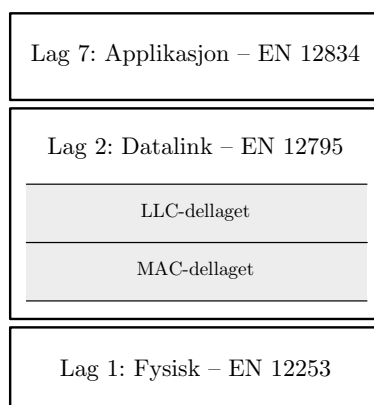 Lag 7: Applikasjon – EN 12834
Lag 2: Datalink – EN 12795
LLC-dellaget
MAC-dellaget
Lag 1: Fysisk – EN 12253